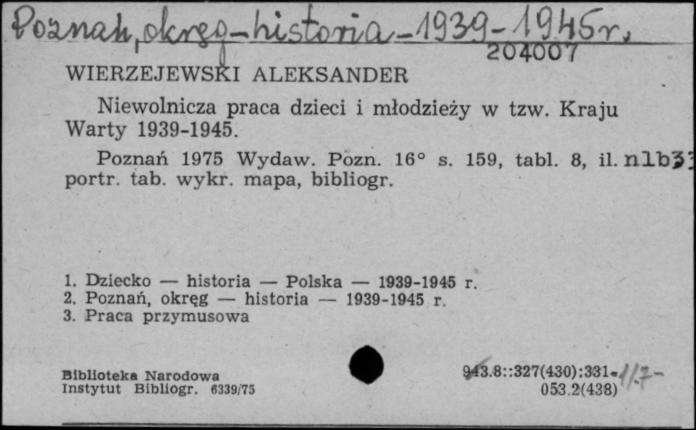 Poznań, okręg – historia – 1939 – 1945 r.
204007
WIERZEJEWSKI ALEKSANDER
Niewolnicza praca dzieci i młodzieży w tzw. Kraju
Warty 1939-1945.
Poznań 1975 Wydaw. Pozn. 16° s. 159, tabl. 8, il. nlb33
portr. tab. wykr. mapa, bibliogr.
1. Dziecko — historia — Polska — 1939-1945 r.
2. Poznań, okręg — historia — 1939-1945 r.
3. Praca przymusowa
Biblioteka Narodowa
Instytut Bibliogr. 6339/75
943.8::327(430):331-
053.2(438)